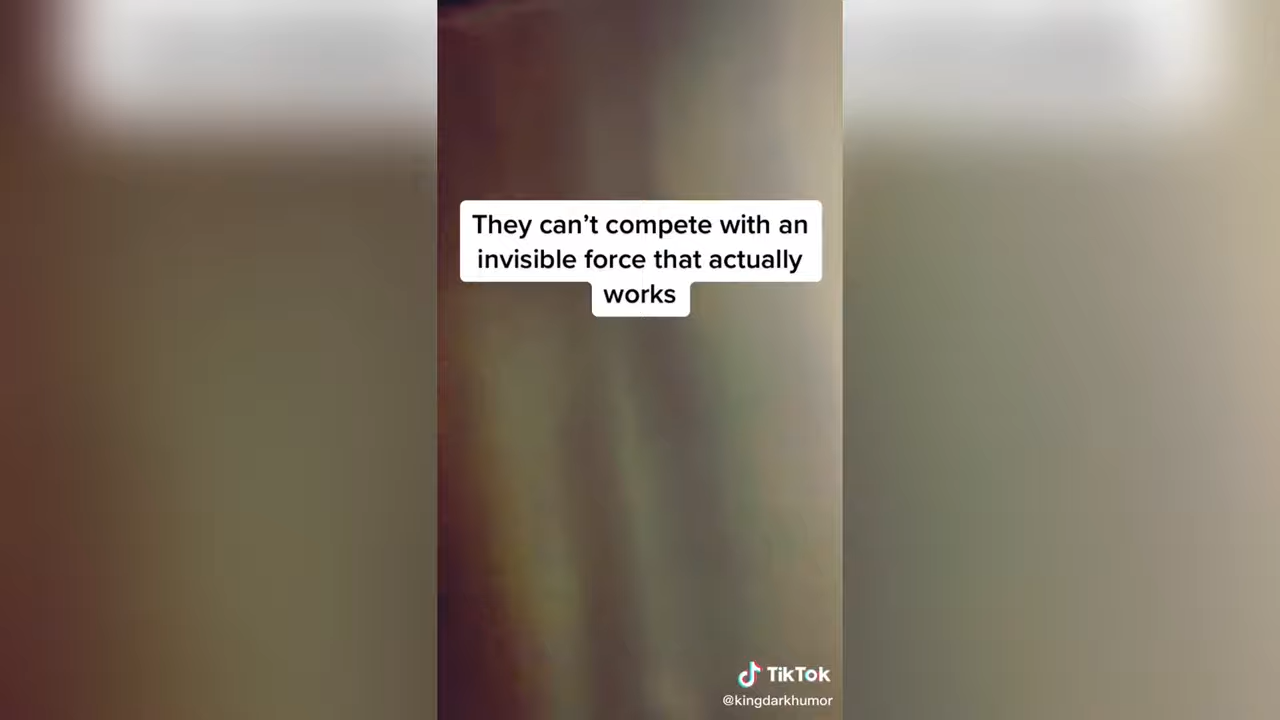 They can’t compete with an
invisible force that actually
works
TikTok
@kingdarkhumor